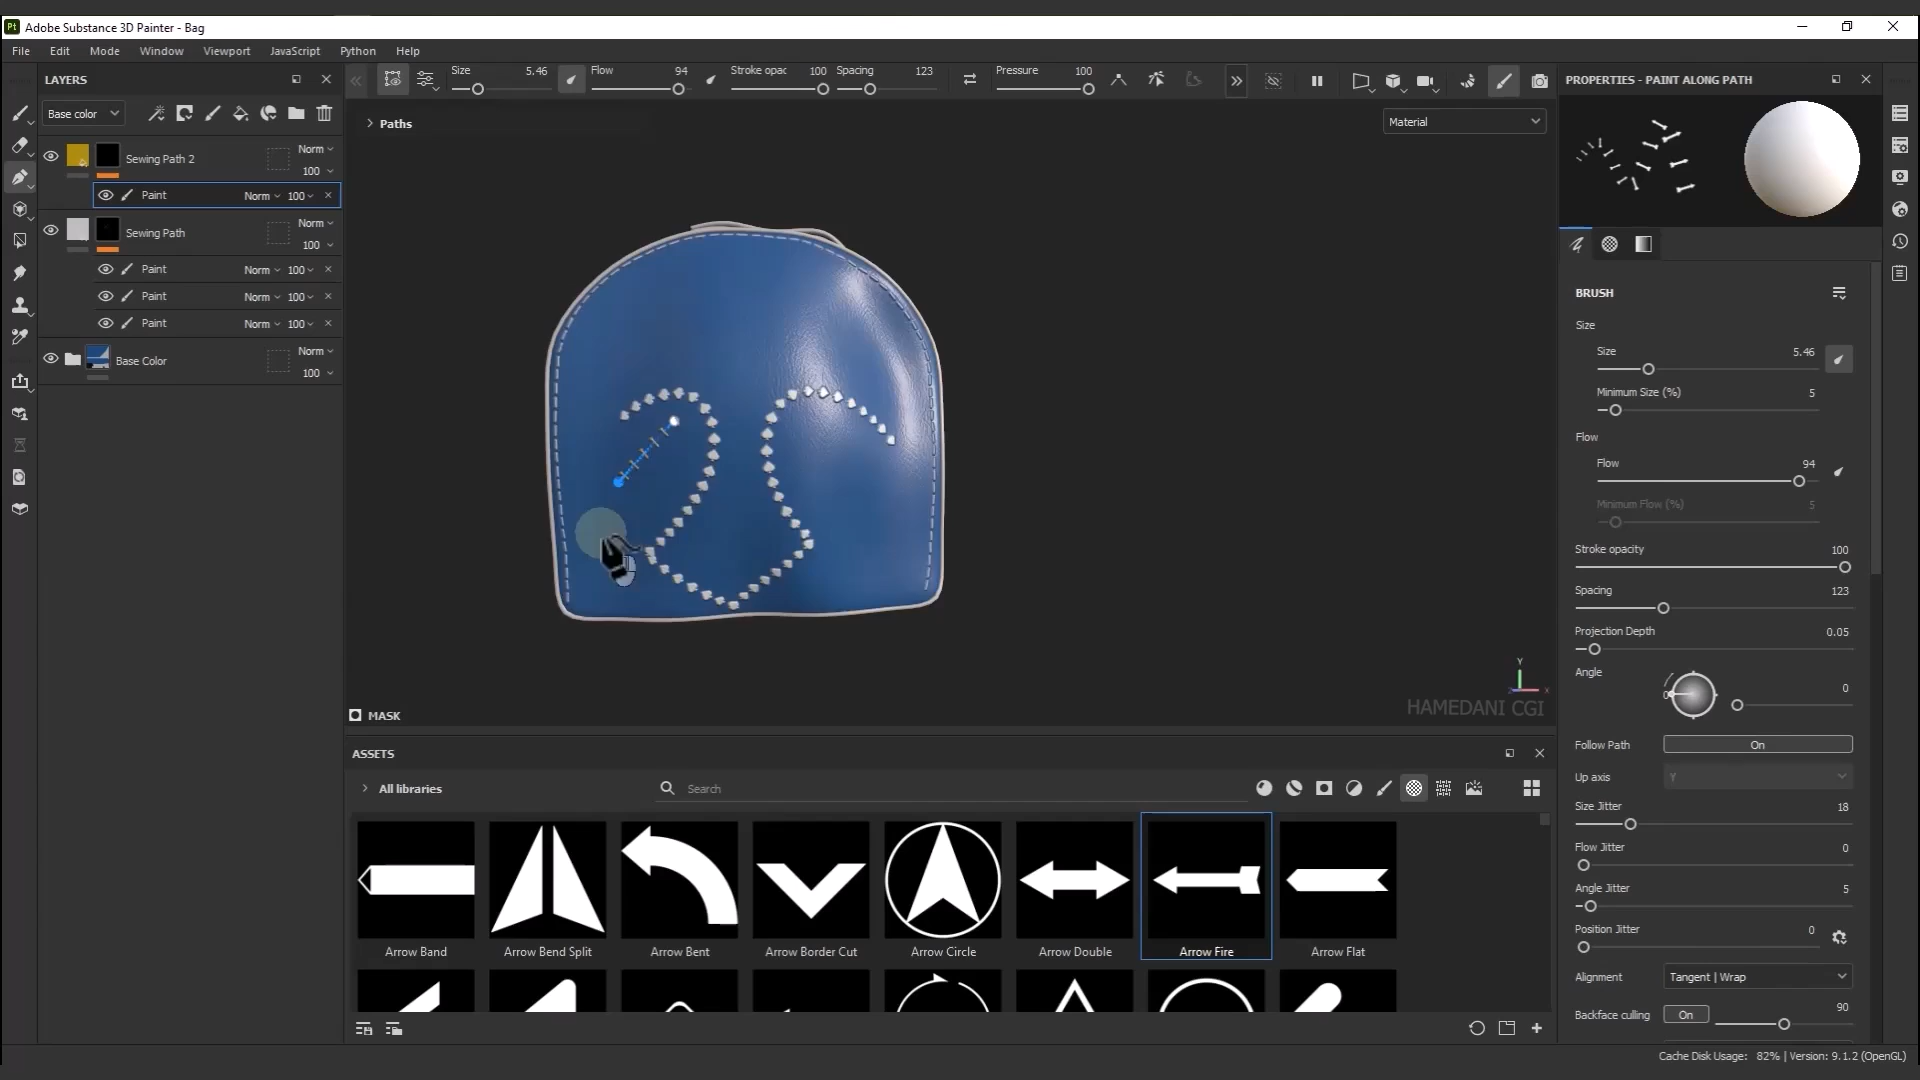 Pt Adobe Substance 3D Painter - Bag
File Edit Mode Window Viewport JavaScript Python Help
LAYERS
Size 5.46 Flow 94 Stroke opac 100 Spacing 123 Pressure 100
PROPERTIES - PAINT ALONG PATH
Base color
Paths
Material
Sewing Path 2 Norm 100
Paint Norm 100
Sewing Path Norm 100
Paint Norm 100
Paint Norm 100
Paint Norm 100
Base Color Norm 100
BRUSH
Size
Size 5.46
Minimum Size (%) 5
Flow
Flow 94
Minimum Flow (%) 5
Stroke opacity 100
Spacing 123
Projection Depth 0.05
Angle 0
Follow Path On
Up axis Y
Size Jitter 18
Flow Jitter 0
Angle Jitter 5
Position Jitter 0
Alignment Tangent | Wrap
Backface culling On 90
Y
X
HAMEDANI CGI
MASK
ASSETS
All libraries
Search
Arrow Band Arrow Bend Split Arrow Bent Arrow Border Cut Arrow Circle Arrow Double Arrow Fire Arrow Flat
Cache Disk Usage: 82% | Version: 9.1.2 (OpenGL)